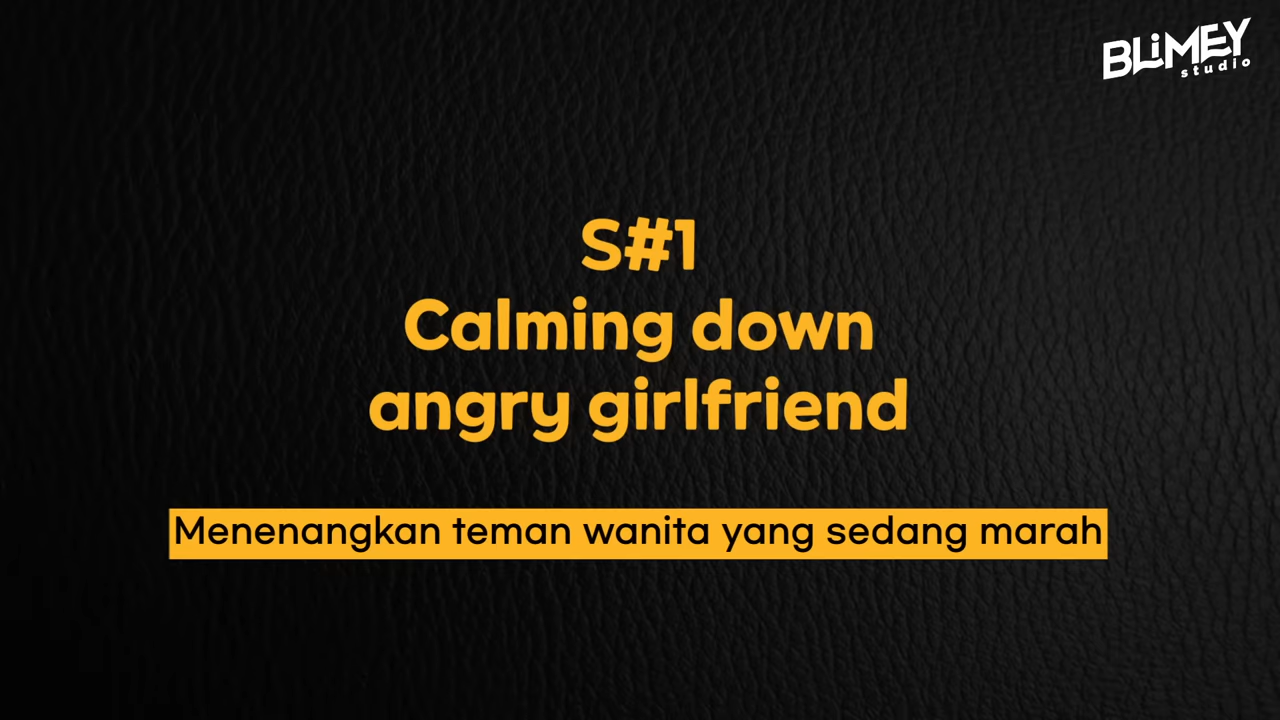 BLiMEY
studio
S#1
Calming down
angry girlfriend
Menenangkan teman wanita yang sedang marah